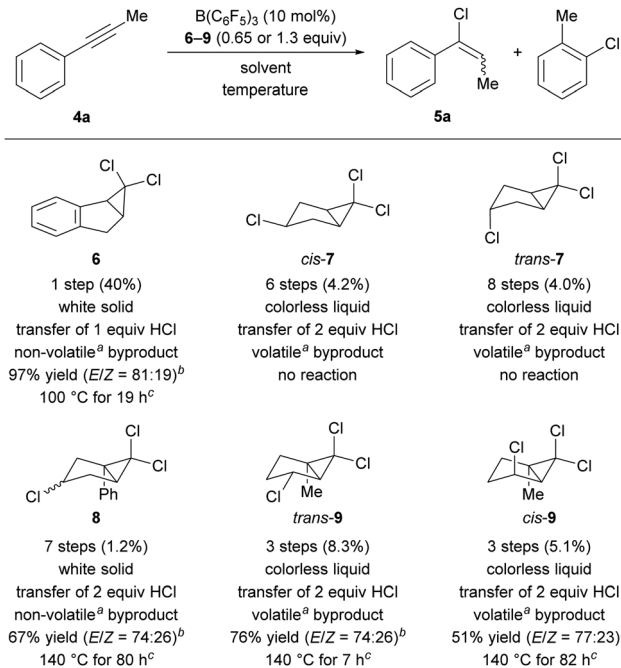 Me
B(C6F5)3 (10 mol%)
6–9 (0.65 or 1.3 equiv)
solvent
temperature
Cl
Me
+
Me
Cl
4a
5a
Cl
Cl
6
1 step (40%)
white solid
transfer of 1 equiv HCl
non-volatileᵃ byproduct
97% yield (E/Z = 81:19)ᵇ
100 °C for 19 hᶜ
Cl
Cl
Cl
cis-7
6 steps (4.2%)
colorless liquid
transfer of 2 equiv HCl
volatileᵃ byproduct
no reaction
Cl
Cl
Cl
trans-7
8 steps (4.0%)
colorless liquid
transfer of 2 equiv HCl
volatileᵃ byproduct
no reaction
Cl
Cl
Cl
Ph
8
7 steps (1.2%)
white solid
transfer of 2 equiv HCl
non-volatileᵃ byproduct
67% yield (E/Z = 74:26)ᵇ
140 °C for 80 hᶜ
Cl
Cl
Cl
Me
trans-9
3 steps (8.3%)
colorless liquid
transfer of 2 equiv HCl
volatileᵃ byproduct
76% yield (E/Z = 74:26)ᵇ
140 °C for 7 hᶜ
Cl
Cl
Cl
Me
cis-9
3 steps (5.1%)
colorless liquid
transfer of 2 equiv HCl
volatileᵃ byproduct
51% yield (E/Z = 77:23)
140 °C for 82 hᶜ